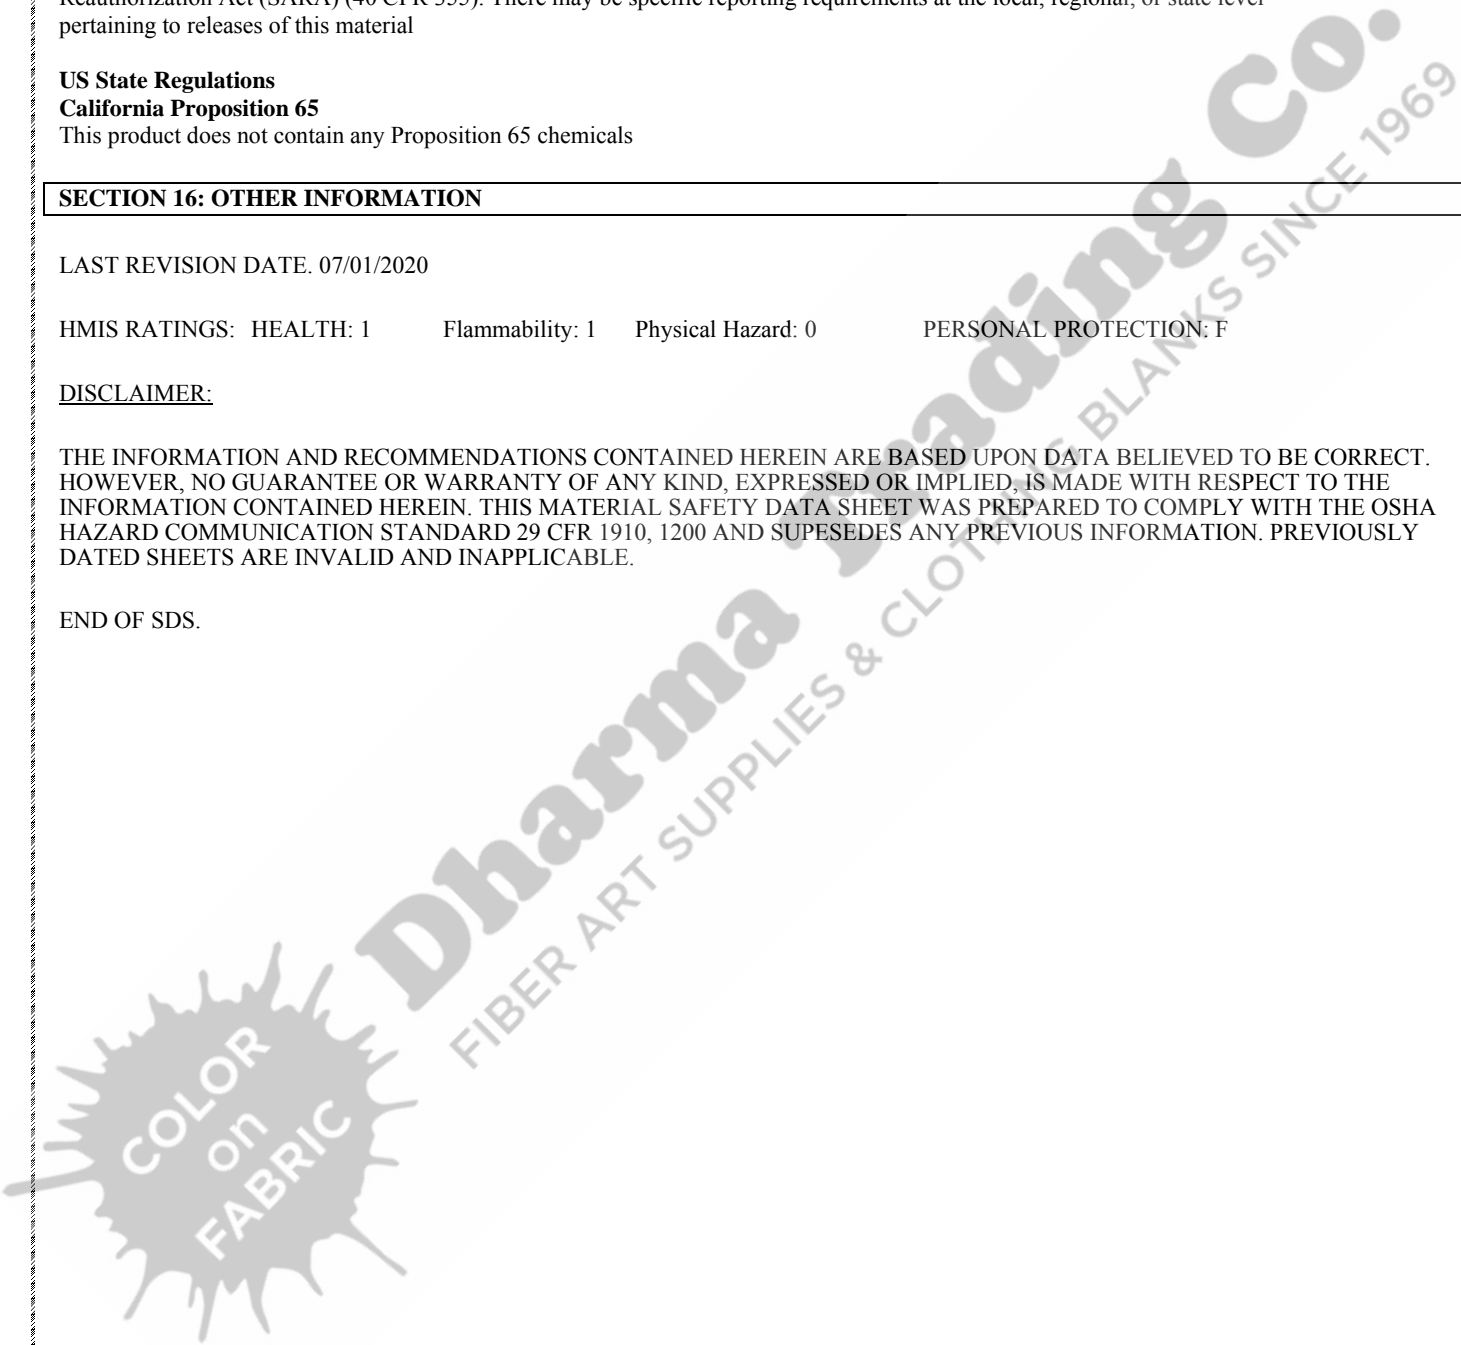 Reauthorization Act (SARA) (40 CFR 355). There may be specific reporting requirements at the local, regional, or state level
pertaining to releases of this material
US State Regulations
California Proposition 65
This product does not contain any Proposition 65 chemicals
SECTION 16: OTHER INFORMATION
LAST REVISION DATE. 07/01/2020
HMIS RATINGS: HEALTH: 1 Flammability: 1 Physical Hazard: 0 PERSONAL PROTECTION: F
DISCLAIMER:
THE INFORMATION AND RECOMMENDATIONS CONTAINED HEREIN ARE BASED UPON DATA BELIEVED TO BE CORRECT.
HOWEVER, NO GUARANTEE OR WARRANTY OF ANY KIND, EXPRESSED OR IMPLIED, IS MADE WITH RESPECT TO THE
INFORMATION CONTAINED HEREIN. THIS MATERIAL SAFETY DATA SHEET WAS PREPARED TO COMPLY WITH THE OSHA
HAZARD COMMUNICATION STANDARD 29 CFR 1910, 1200 AND SUPESEDES ANY PREVIOUS INFORMATION. PREVIOUSLY
DATED SHEETS ARE INVALID AND INAPPLICABLE.
END OF SDS.
Dharma Trading Co.
FIBER ART SUPPLIES & CLOTHING BLANKS SINCE 1969
COLOR
on
FABRIC